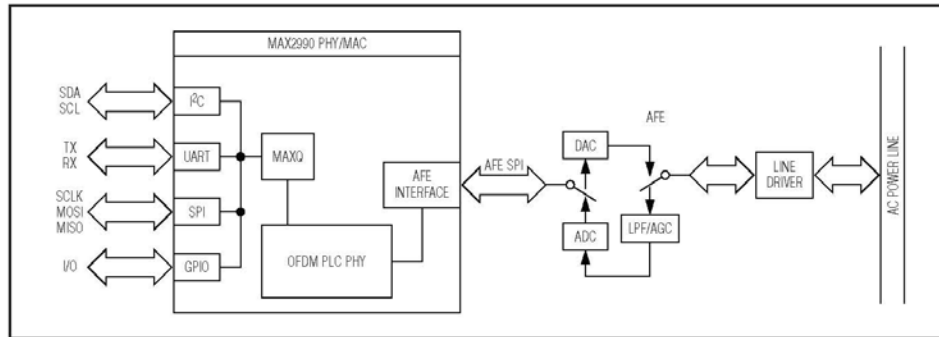 MAX2990 PHY/MAC
SDA
SCL
I²C
TX
RX
UART
MAXQ
SCLK
MOSI
MISO
SPI
I/O
GPIO
OFDM PLC PHY
AFE
INTERFACE
AFE SPI
AFE
DAC
ADC
LPF/AGC
LINE
DRIVER
AC POWER LINE